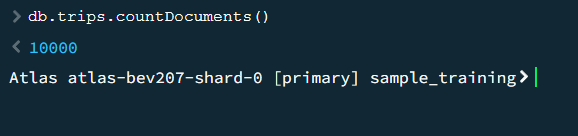 > db.trips.countDocuments()
< 10000
Atlas atlas-bev207-shard-0 [primary] sample_training>